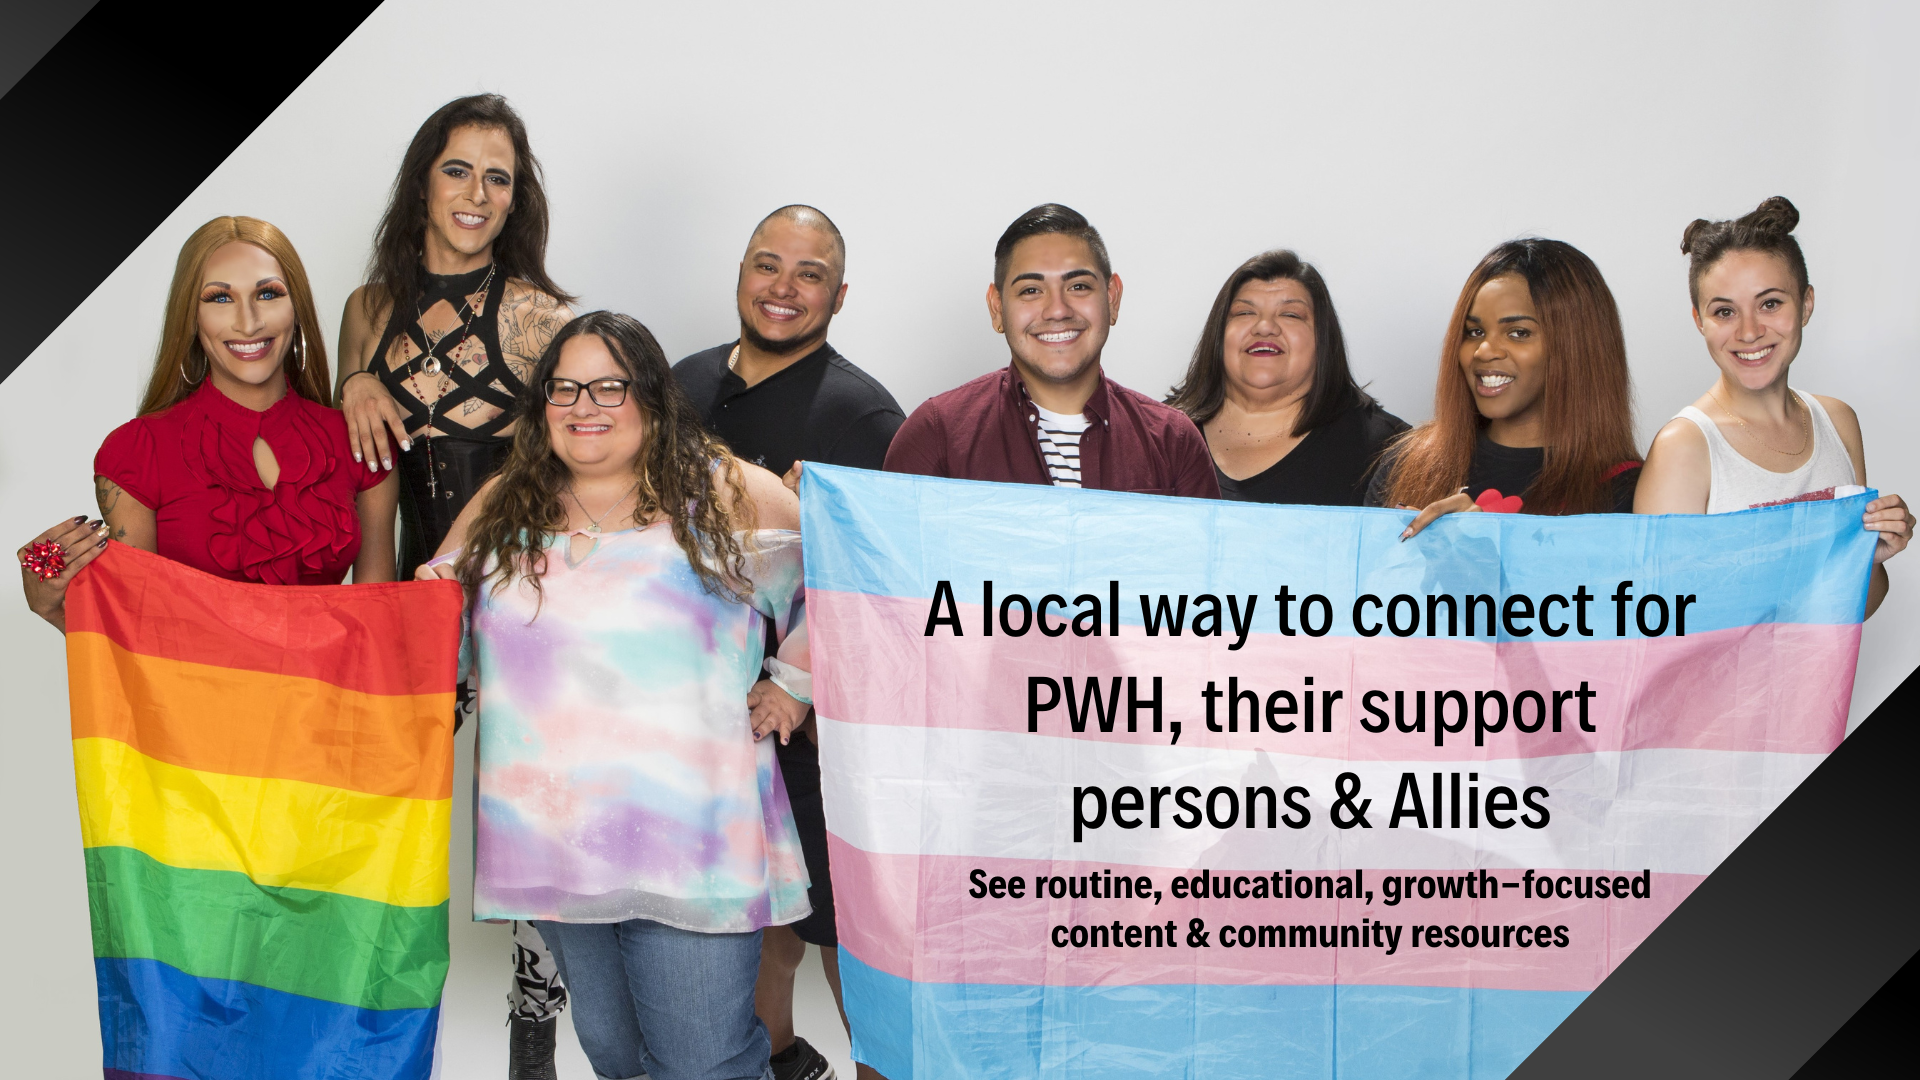 A local way to connect for
PWH, their support
persons & Allies
See routine, educational, growth-focused
content & community resources
R